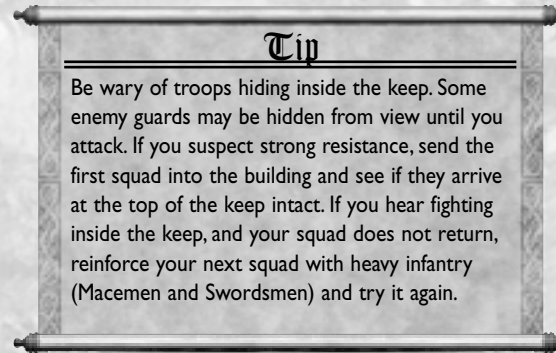 Tip
Be wary of troops hiding inside the keep. Some
enemy guards may be hidden from view until you
attack. If you suspect strong resistance, send the
first squad into the building and see if they arrive
at the top of the keep intact. If you hear fighting
inside the keep, and your squad does not return,
reinforce your next squad with heavy infantry
(Macemen and Swordsmen) and try it again.